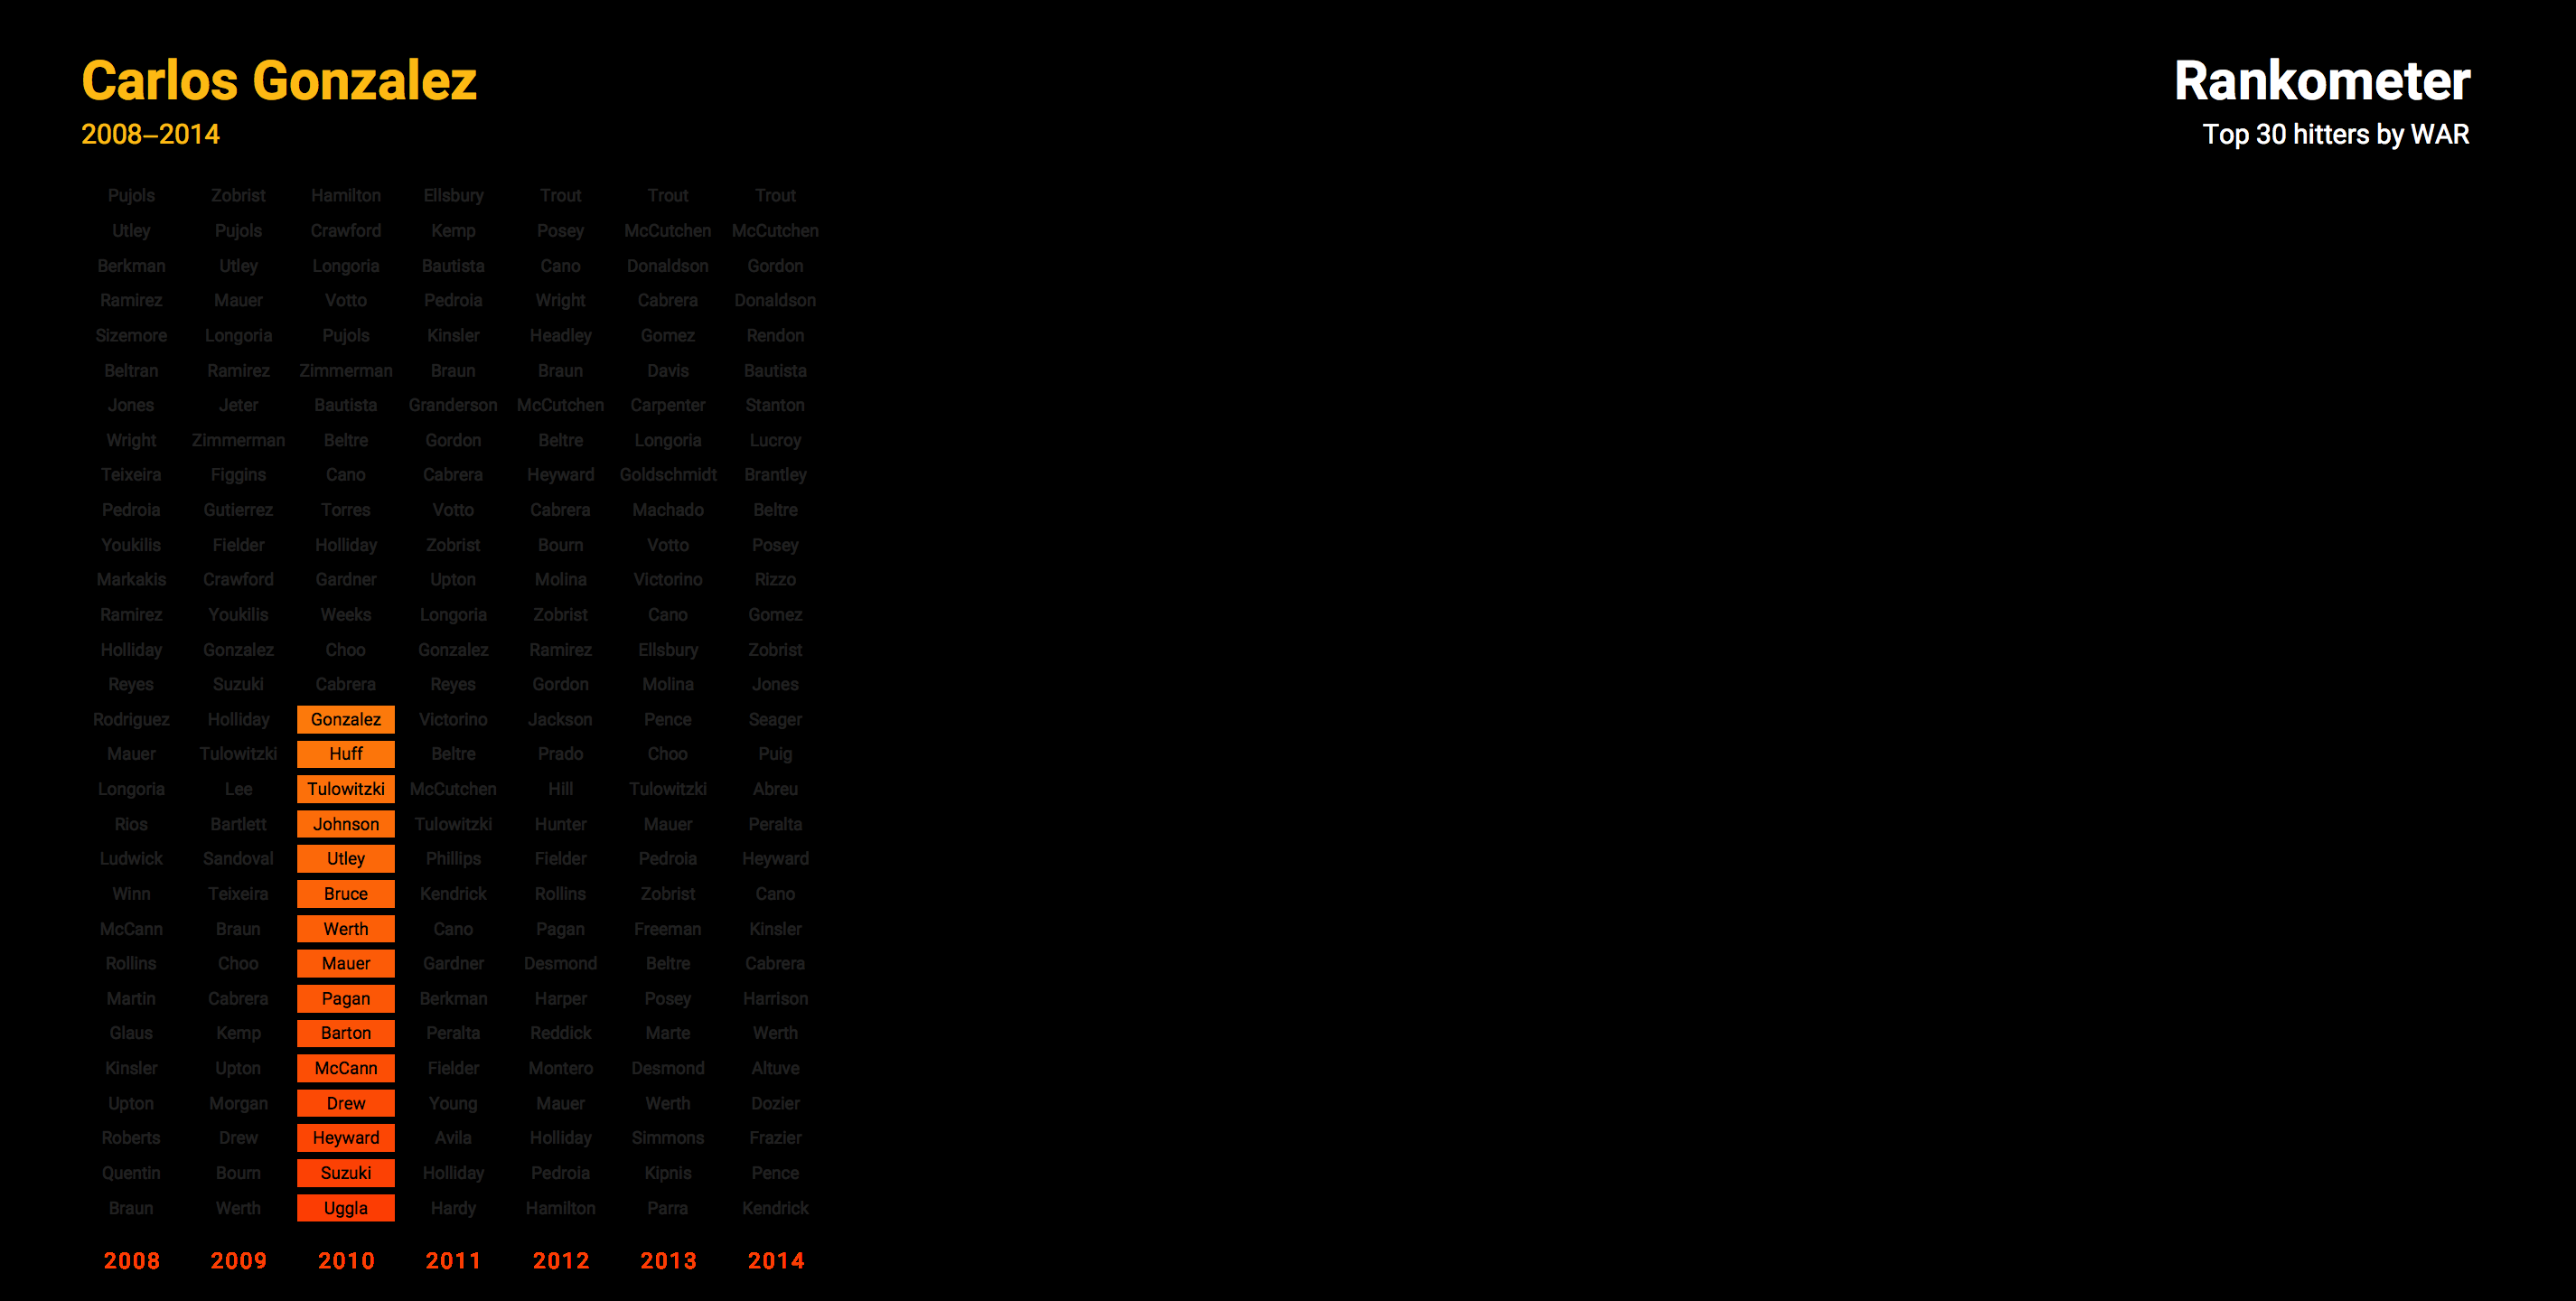 Carlos Gonzalez
2008–2014
Rankometer
Top 30 hitters by WAR
Pujols Zobrist Hamilton Ellsbury Trout Trout Trout
Utley Pujols Crawford Kemp Posey McCutchen McCutchen
Berkman Utley Longoria Bautista Cano Donaldson Gordon
Ramirez Mauer Votto Pedroia Wright Cabrera Donaldson
Sizemore Longoria Pujols Kinsler Headley Gomez Rendon
Beltran Ramirez Zimmerman Braun Braun Davis Bautista
Jones Jeter Bautista Granderson McCutchen Carpenter Stanton
Wright Zimmerman Beltre Gordon Beltre Longoria Lucroy
Teixeira Figgins Cano Cabrera Heyward Goldschmidt Brantley
Pedroia Gutierrez Torres Votto Cabrera Machado Beltre
Youkilis Fielder Holliday Zobrist Bourn Votto Posey
Markakis Crawford Gardner Upton Molina Victorino Rizzo
Ramirez Youkilis Weeks Longoria Zobrist Cano Gomez
Holliday Gonzalez Choo Gonzalez Ramirez Ellsbury Zobrist
Reyes Suzuki Cabrera Reyes Gordon Molina Jones
Rodriguez Holliday Gonzalez Victorino Jackson Pence Seager
Mauer Tulowitzki Huff Beltre Prado Choo Puig
Longoria Lee Tulowitzki McCutchen Hill Tulowitzki Abreu
Rios Bartlett Johnson Tulowitzki Hunter Mauer Peralta
Ludwick Sandoval Utley Phillips Fielder Pedroia Heyward
Winn Teixeira Bruce Kendrick Rollins Zobrist Cano
McCann Braun Werth Cano Pagan Freeman Kinsler
Rollins Choo Mauer Gardner Desmond Beltre Cabrera
Martin Cabrera Pagan Berkman Harper Posey Harrison
Glaus Kemp Barton Peralta Reddick Marte Werth
Kinsler Upton McCann Fielder Montero Desmond Altuve
Upton Morgan Drew Young Mauer Werth Dozier
Roberts Drew Heyward Avila Holliday Simmons Frazier
Quentin Bourn Suzuki Holliday Pedroia Kipnis Pence
Braun Werth Uggla Hardy Hamilton Parra Kendrick
2008 2009 2010 2011 2012 2013 2014